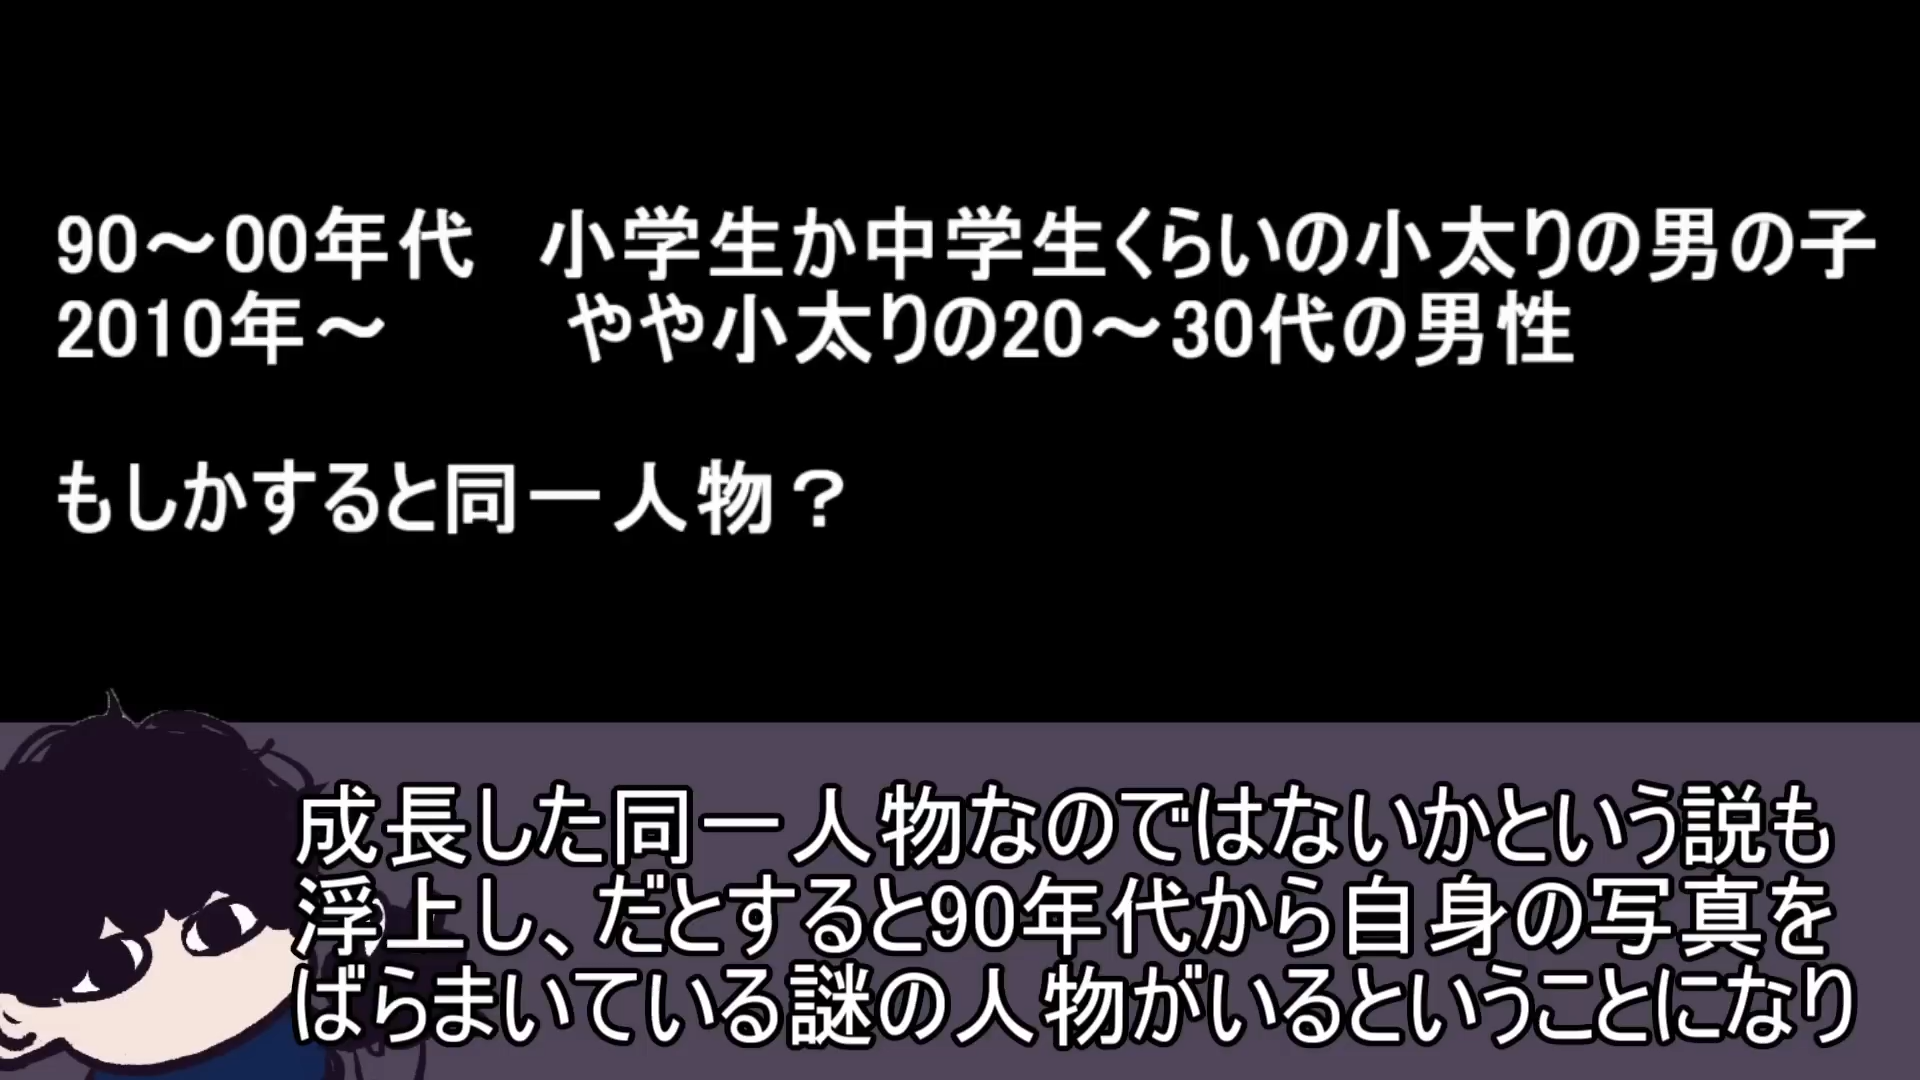 90～00年代　小学生か中学生くらいの小太りの男の子
2010年～　　やや小太りの20～30代の男性
もしかすると同一人物？
成長した同一人物なのではないかという説も
浮上し、だとすると90年代から自身の写真を
ばらまいている謎の人物がいるということになり